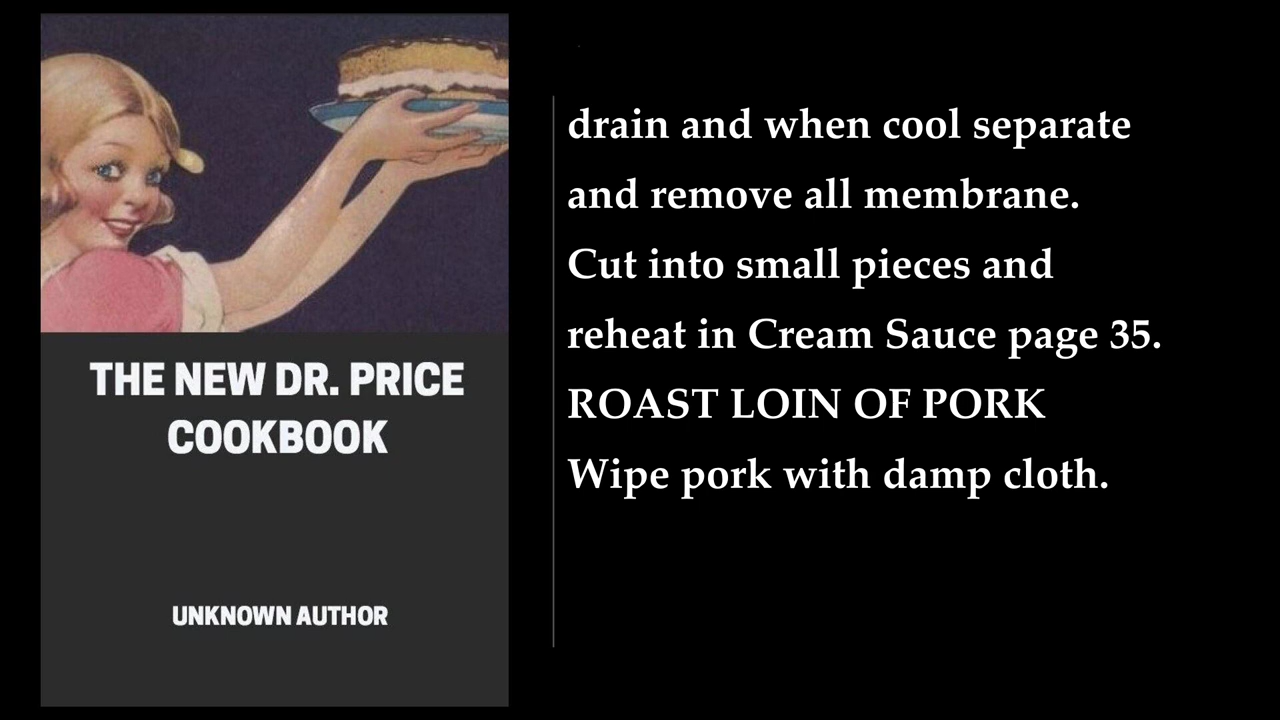 THE NEW DR. PRICE
COOKBOOK
UNKNOWN AUTHOR
drain and when cool separate
and remove all membrane.
Cut into small pieces and
reheat in Cream Sauce page 35.
ROAST LOIN OF PORK
Wipe pork with damp cloth.